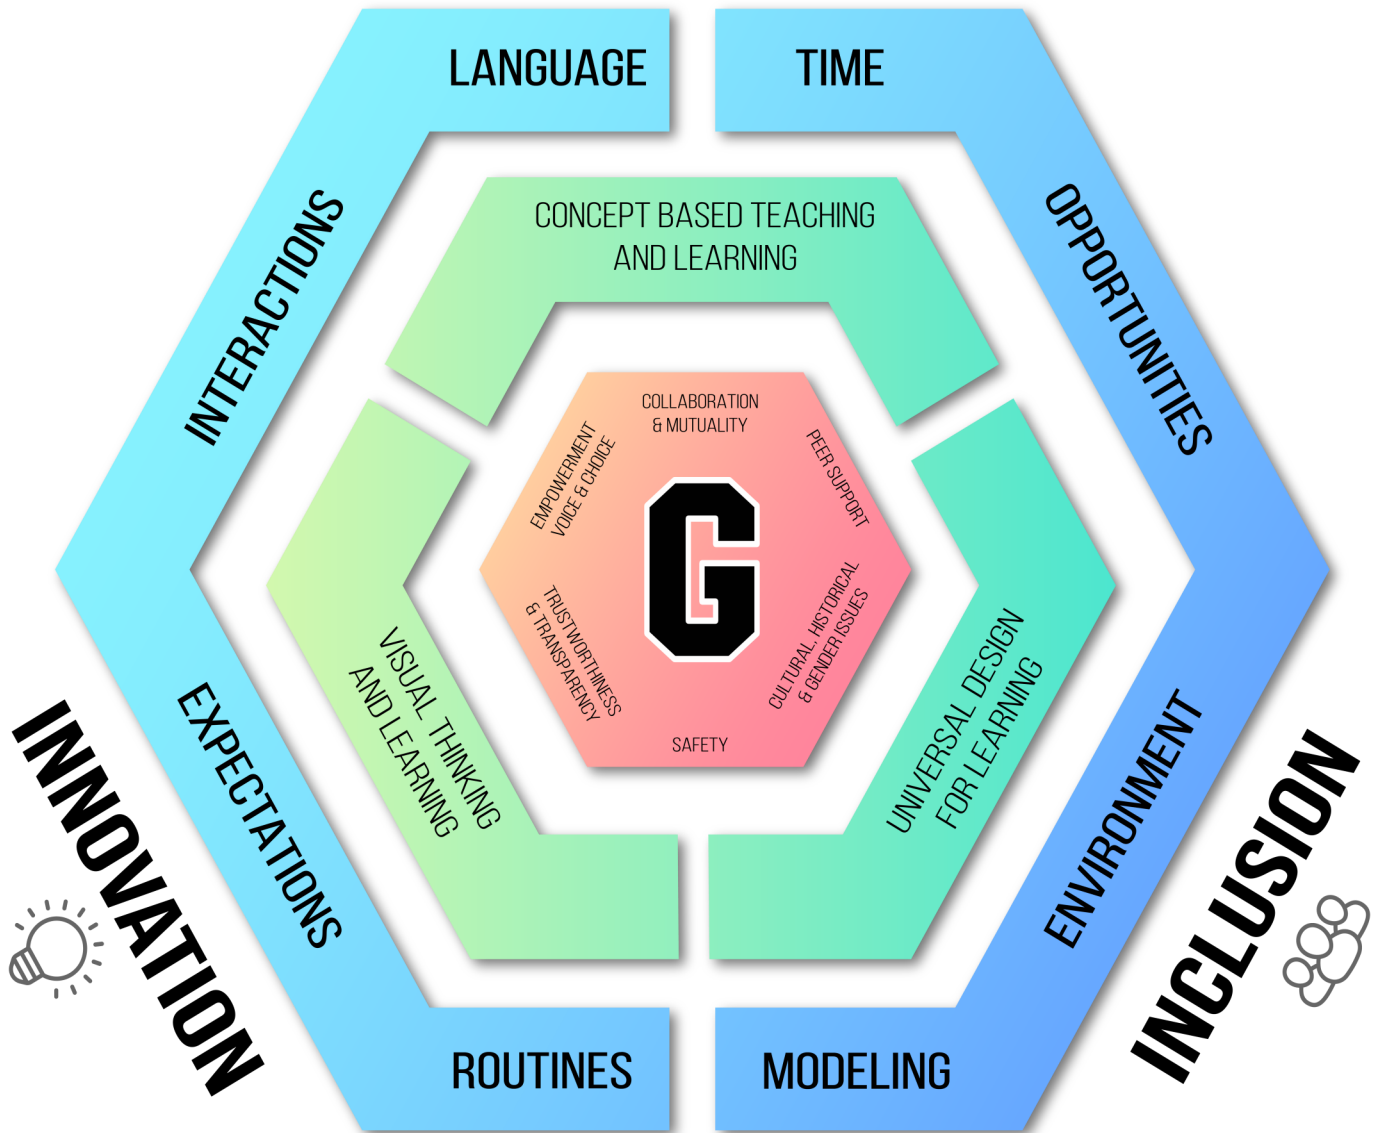 LANGUAGE
TIME
INTERACTIONS
OPPORTUNITIES
CONCEPT BASED TEACHING
AND LEARNING
COLLABORATION
& MUTUALITY
EMPOWERMENT
VOICE & CHOICE
PEER SUPPORT
G
TRUSTWORTHINESS
& TRANSPARENCY
CULTURAL, HISTORICAL
& GENDER ISSUES
SAFETY
VISUAL THINKING
AND LEARNING
UNIVERSAL DESIGN
FOR LEARNING
EXPECTATIONS
ENVIRONMENT
INNOVATION
INCLUSION
ROUTINES
MODELING